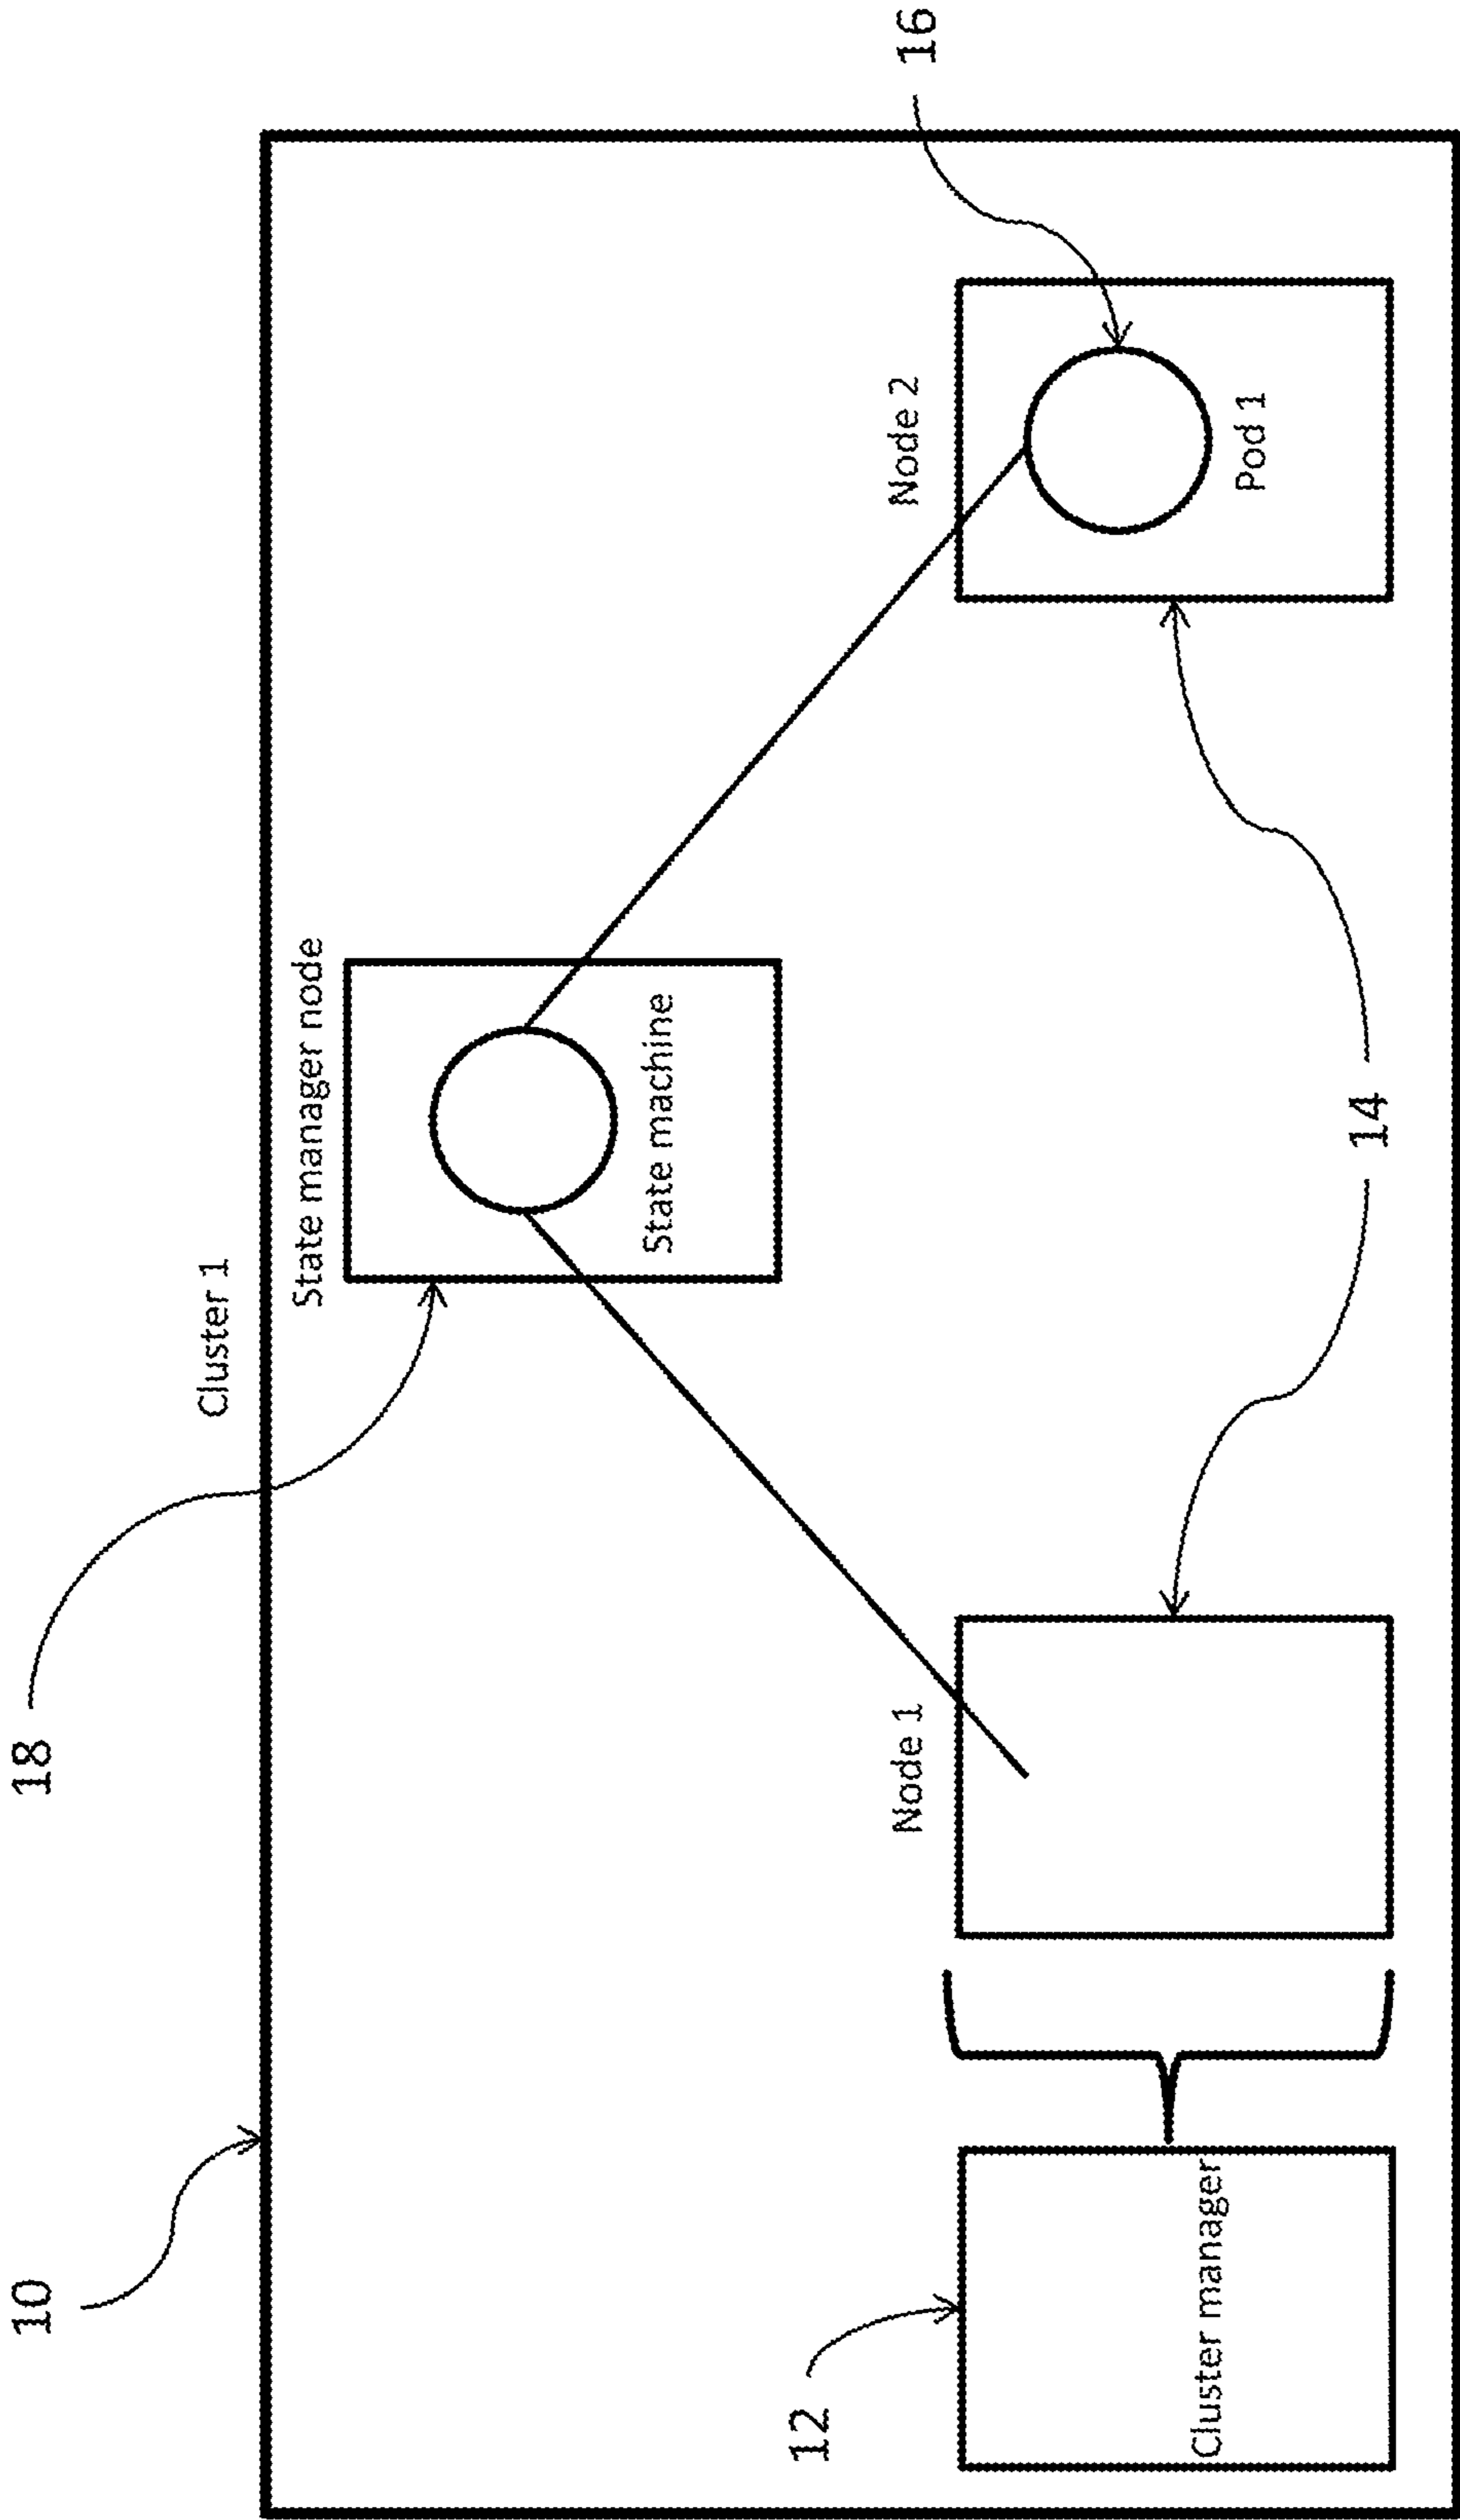 10
18
Cluster 1
State manager node
State machine
12
Cluster manager
Node 1
14
Node 2
Pod 1
16